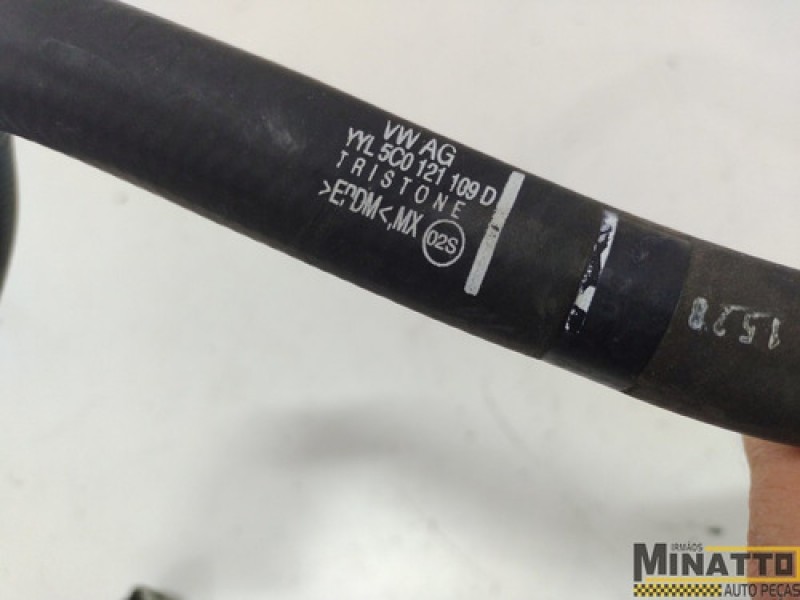 VW AG
YYL 5C0 121 109 D
TRISTONE
>EPDM<,MX
02S
1528
IRMÃOS
MINATTO
AUTO PEÇAS